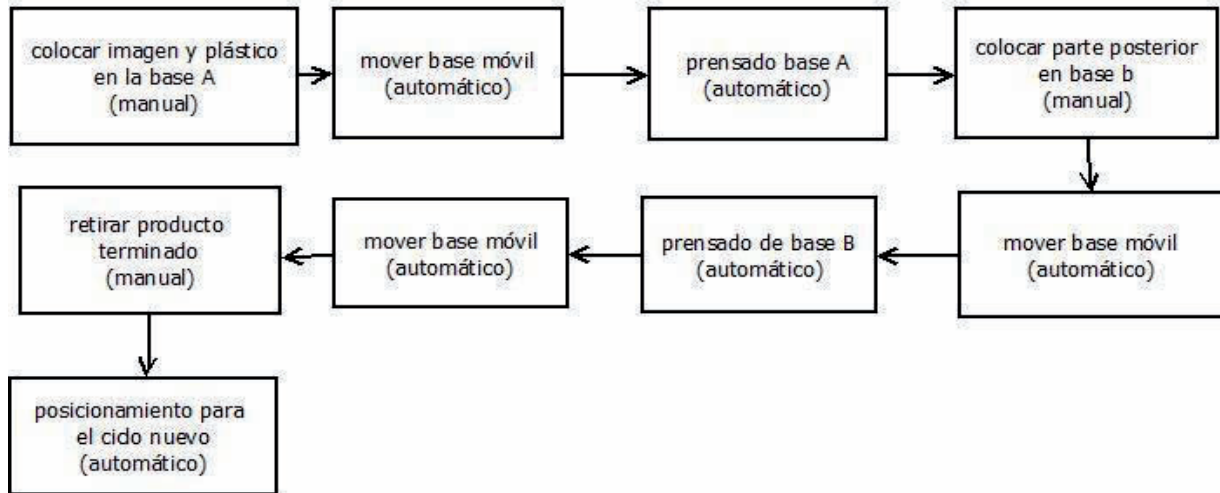 colocar imagen y plástico
en la base A
(manual)
mover base móvil
(automático)
prensado base A
(automático)
colocar parte posterior
en base b
(manual)
mover base móvil
(automático)
prensado de base B
(automático)
mover base móvil
(automático)
retirar producto
terminado
(manual)
posicionamiento para
el cido nuevo
(automático)